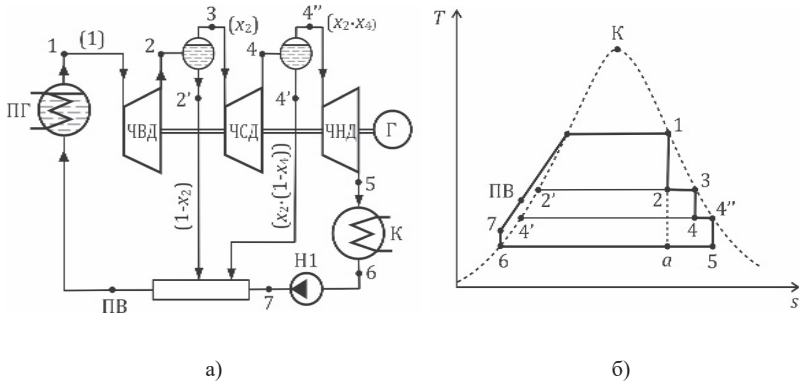 1 (1) 2 3 (x₂) 4 4" (x₂·x₄)
ПГ 2' 4'
ЧВД ЧСД ЧНД Г
(1-x₂) (x₂·(1-x₄)) 5
К
Н1 6
ПВ 7
а)
T
К
1
ПВ 2' 2 3
7 4' 4 4"
6 a 5
s
б)